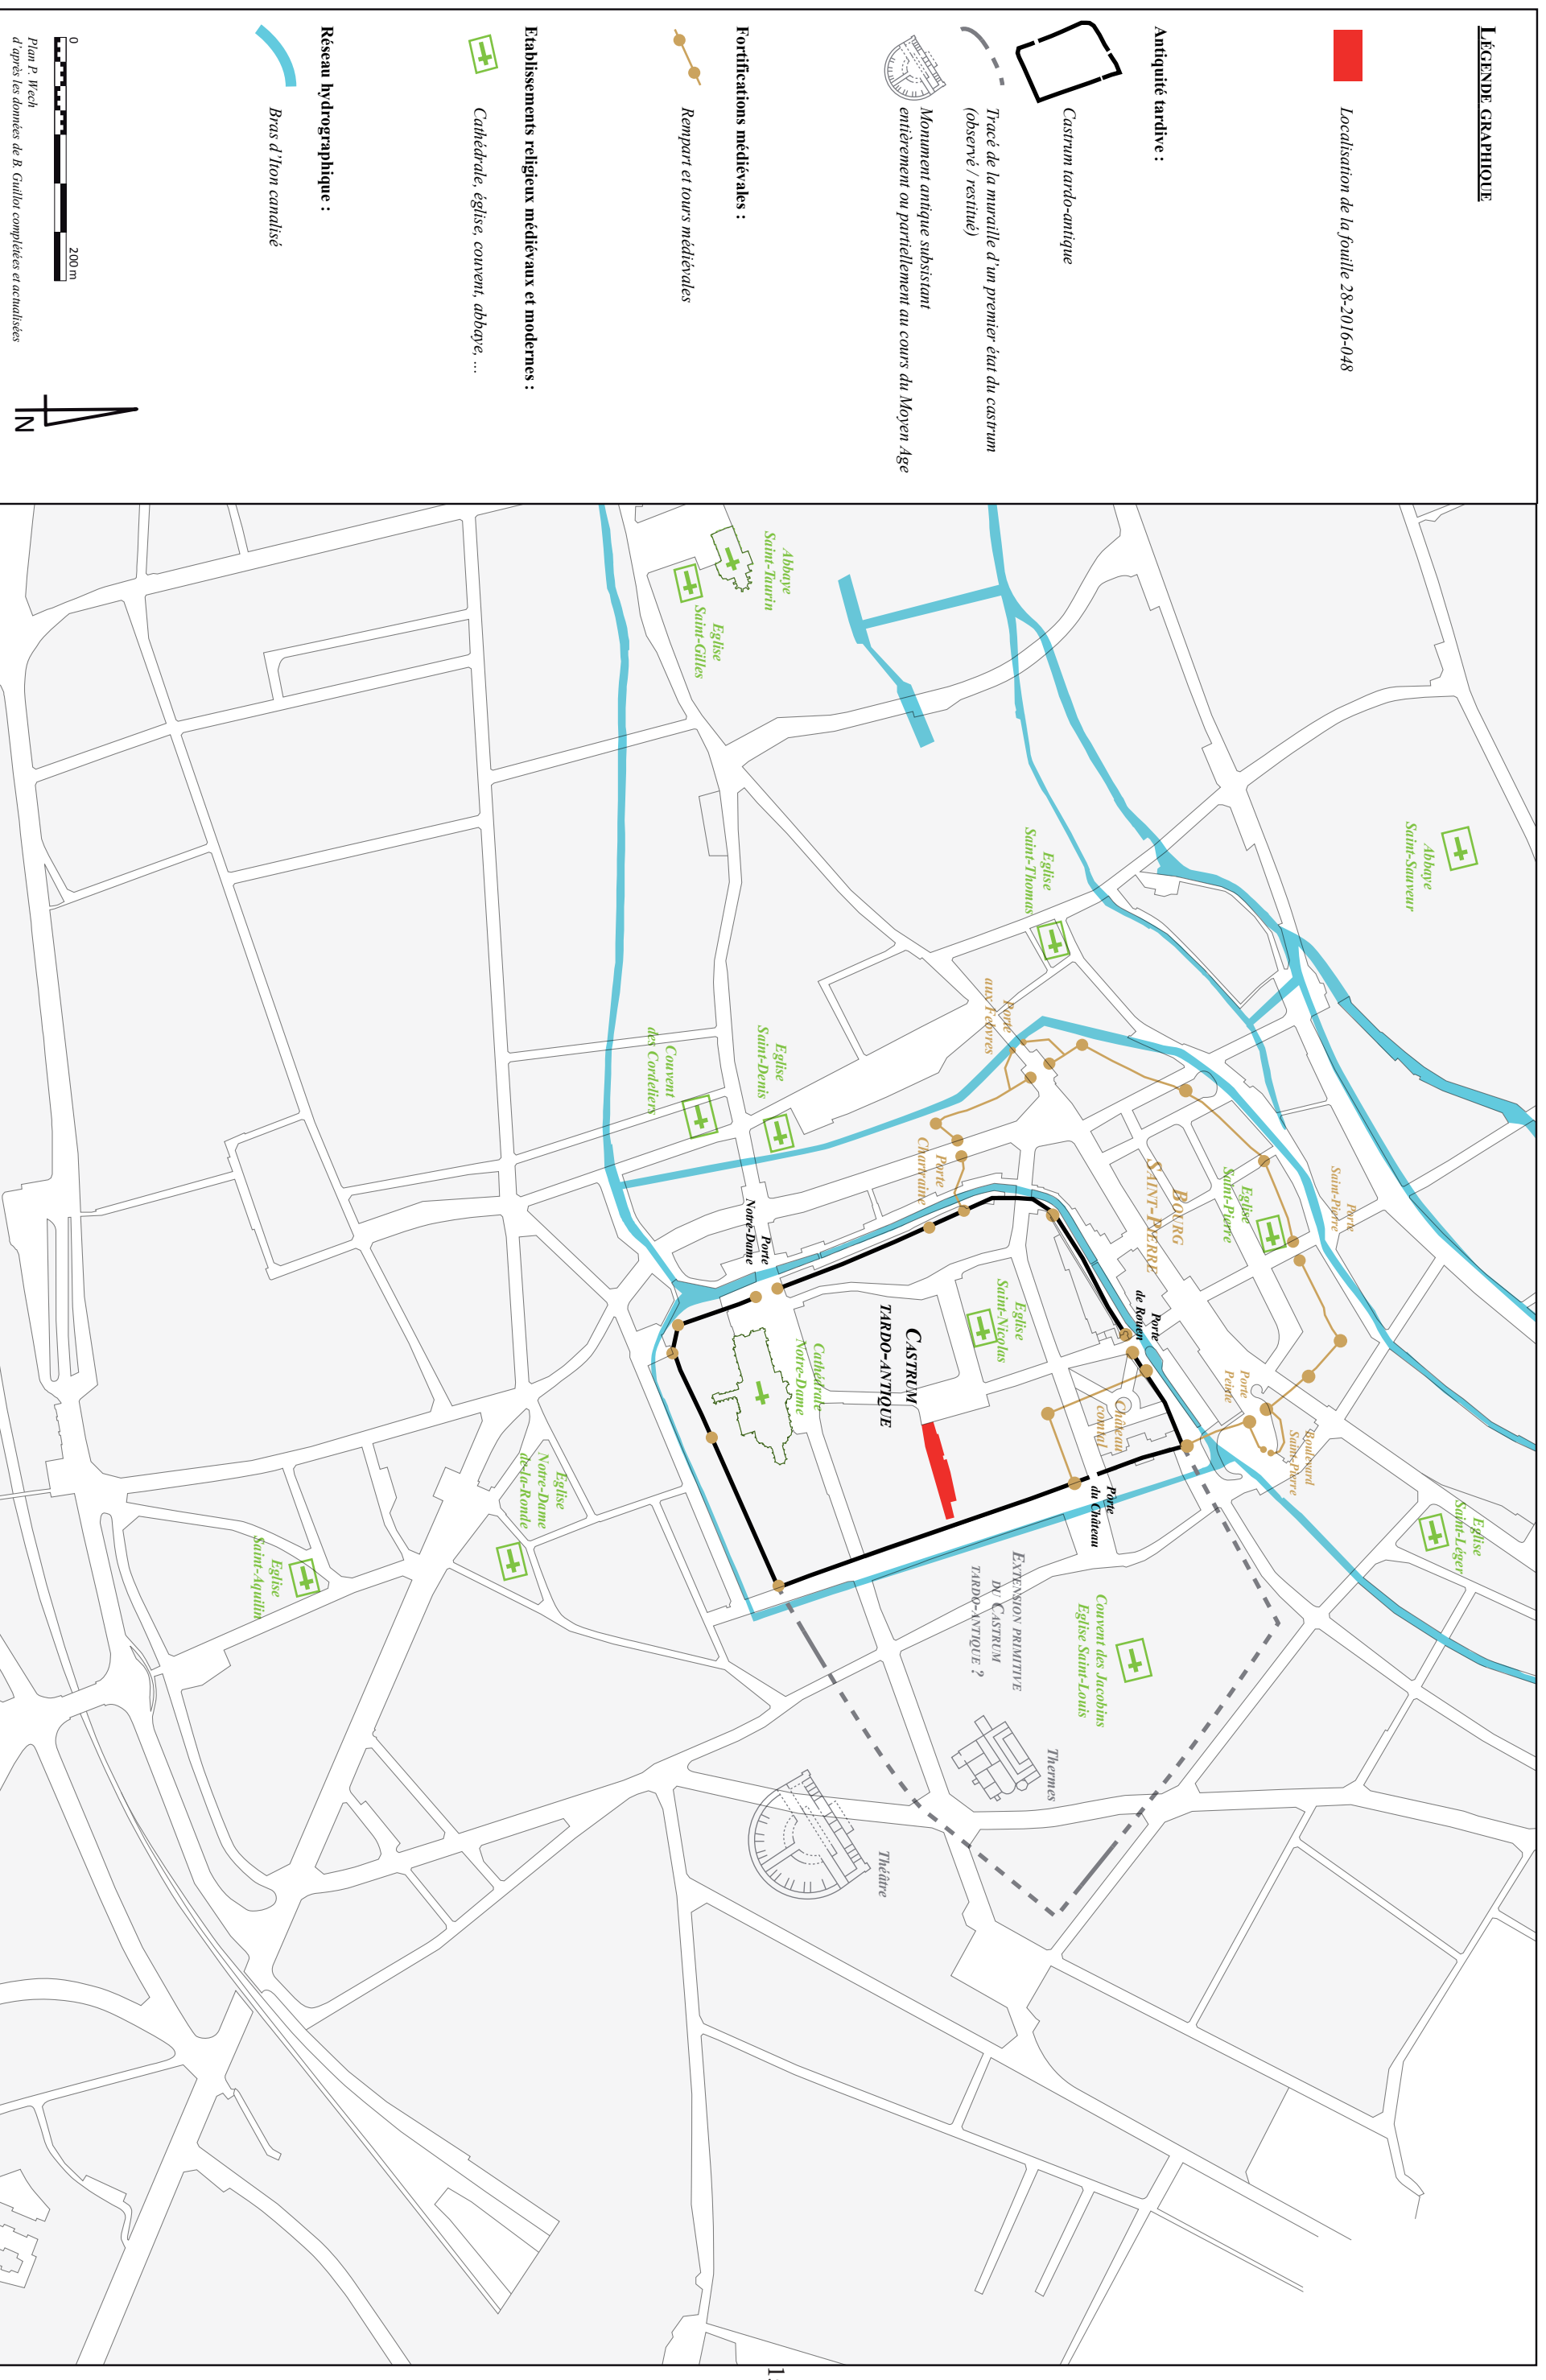 LÉGENDE GRAPHIQUE
Localisation de la fouille 28-2016-048
Antiquité tardive :
Castrum tardo-antique
Tracé de la muraille d'un premier état du castrum
(observé / restitué)
Monument antique subsistant
entièrement ou partiellement au cours du Moyen Age
Fortifications médiévales :
Rempart et tours médiévales
Etablissements religieux médiévaux et modernes :
Cathédrale, église, couvent, abbaye, ...
Réseau hydrographique :
Bras d'Iton canalisé
0
200 m
Plan P. Wech
d'après les données de B. Guillot complétées et actualisées
N
Abbaye
Saint-Sauveur
Abbaye
Saint-Taurin
Eglise
Saint-Gilles
Eglise
Saint-Thomas
Porte
aux Febvres
Eglise
Saint-Denis
Couvent
des Cordeliers
Porte
Chartraine
Porte
Notre-Dame
Bourg
Saint-Pierre
Eglise
Saint-Pierre
Porte
Saint-Pierre
Porte
de Rouen
Porte
Peinte
Boulevard
Saint-Pierre
Eglise
Saint-Léger
Eglise
Saint-Nicolas
Castrum
tardo-antique
Cathédrale
Notre-Dame
Château
comtal
Porte
du Château
Eglise
Notre-Dame
de-la-Ronde
Eglise
Saint-Aquilin
Extension primitive
du Castrum
tardo-antique ?
Couvent des Jacobins
Eglise Saint-Louis
Thermes
Théâtre